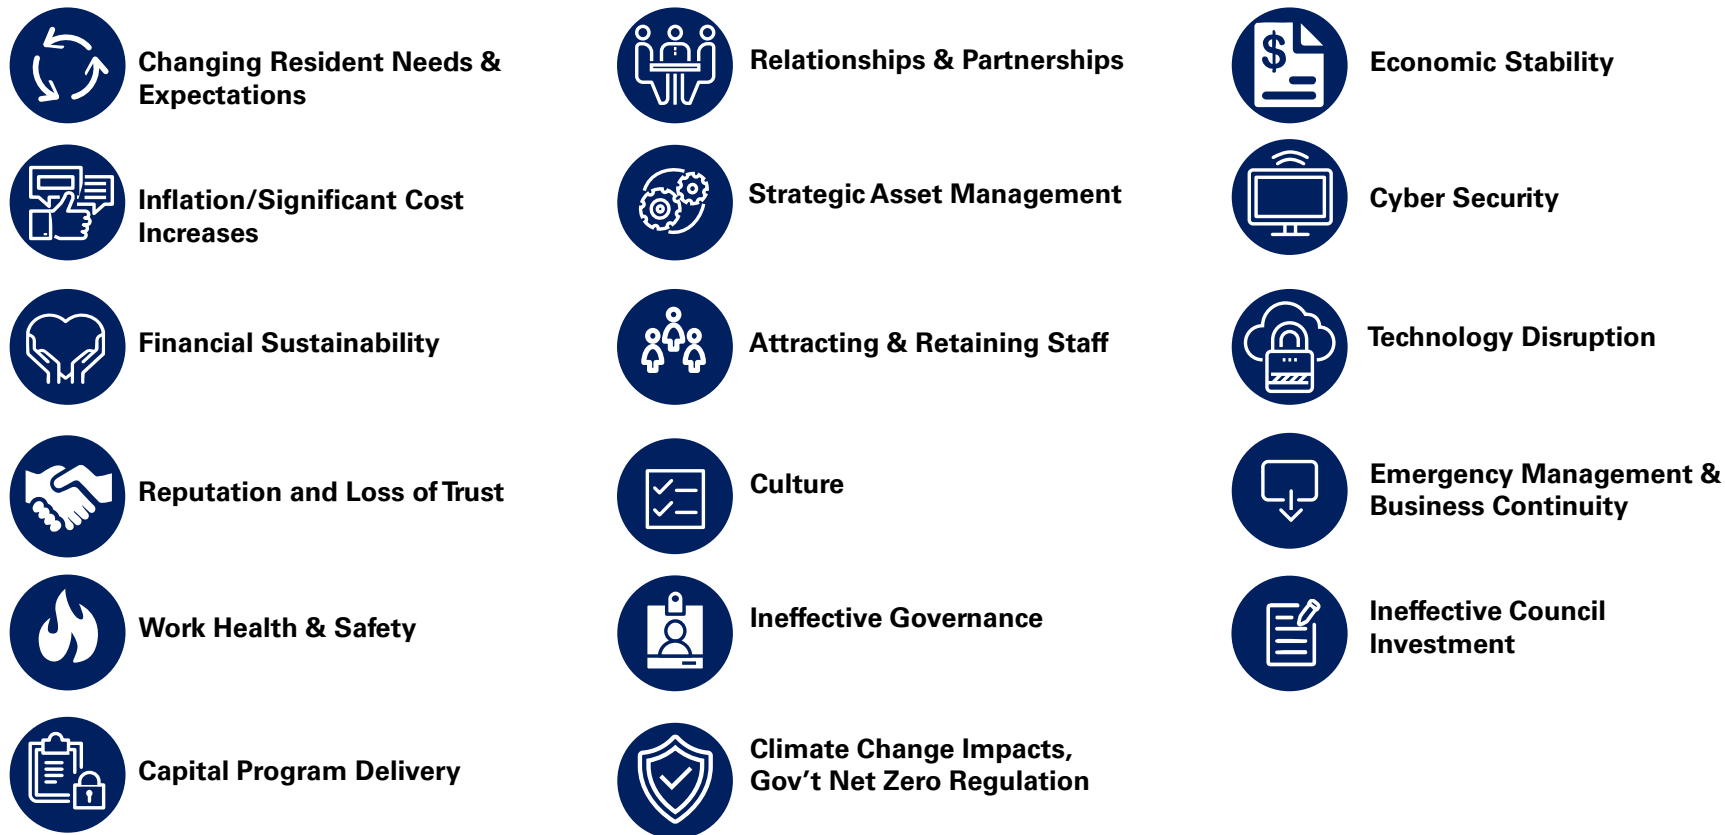 Changing Resident Needs &
Expectations
Inflation/Significant Cost
Increases
Financial Sustainability
Reputation and Loss of Trust
Work Health & Safety
Capital Program Delivery
Relationships & Partnerships
Strategic Asset Management
Attracting & Retaining Staff
Culture
Ineffective Governance
Climate Change Impacts,
Gov't Net Zero Regulation
$
Economic Stability
Cyber Security
Technology Disruption
Emergency Management &
Business Continuity
Ineffective Council
Investment